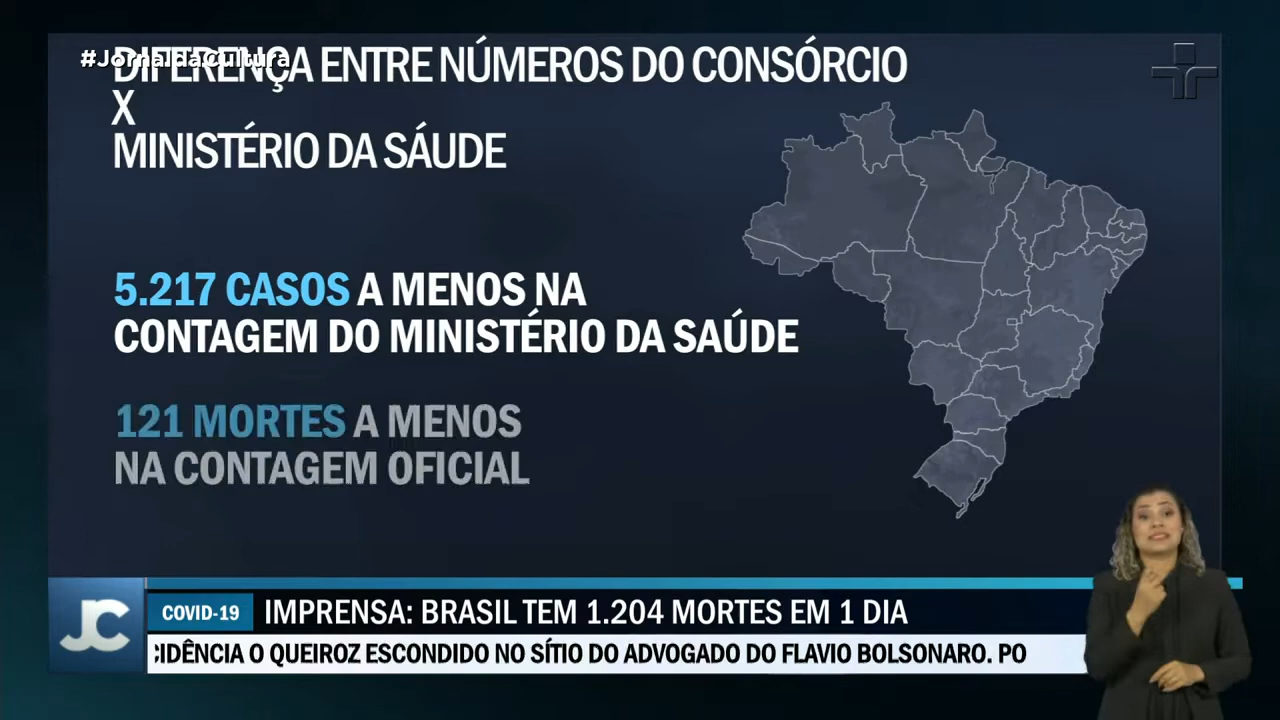 #JornaldaCultura
DIFERENÇA ENTRE NÚMEROS DO CONSÓRCIO
X
MINISTÉRIO DA SÁUDE
5.217 CASOS A MENOS NA
CONTAGEM DO MINISTÉRIO DA SAÚDE
121 MORTES A MENOS
NA CONTAGEM OFICIAL
JC
COVID-19 IMPRENSA: BRASIL TEM 1.204 MORTES EM 1 DIA
CIDÊNCIA O QUEIROZ ESCONDIDO NO SÍTIO DO ADVOGADO DO FLAVIO BOLSONARO. PO